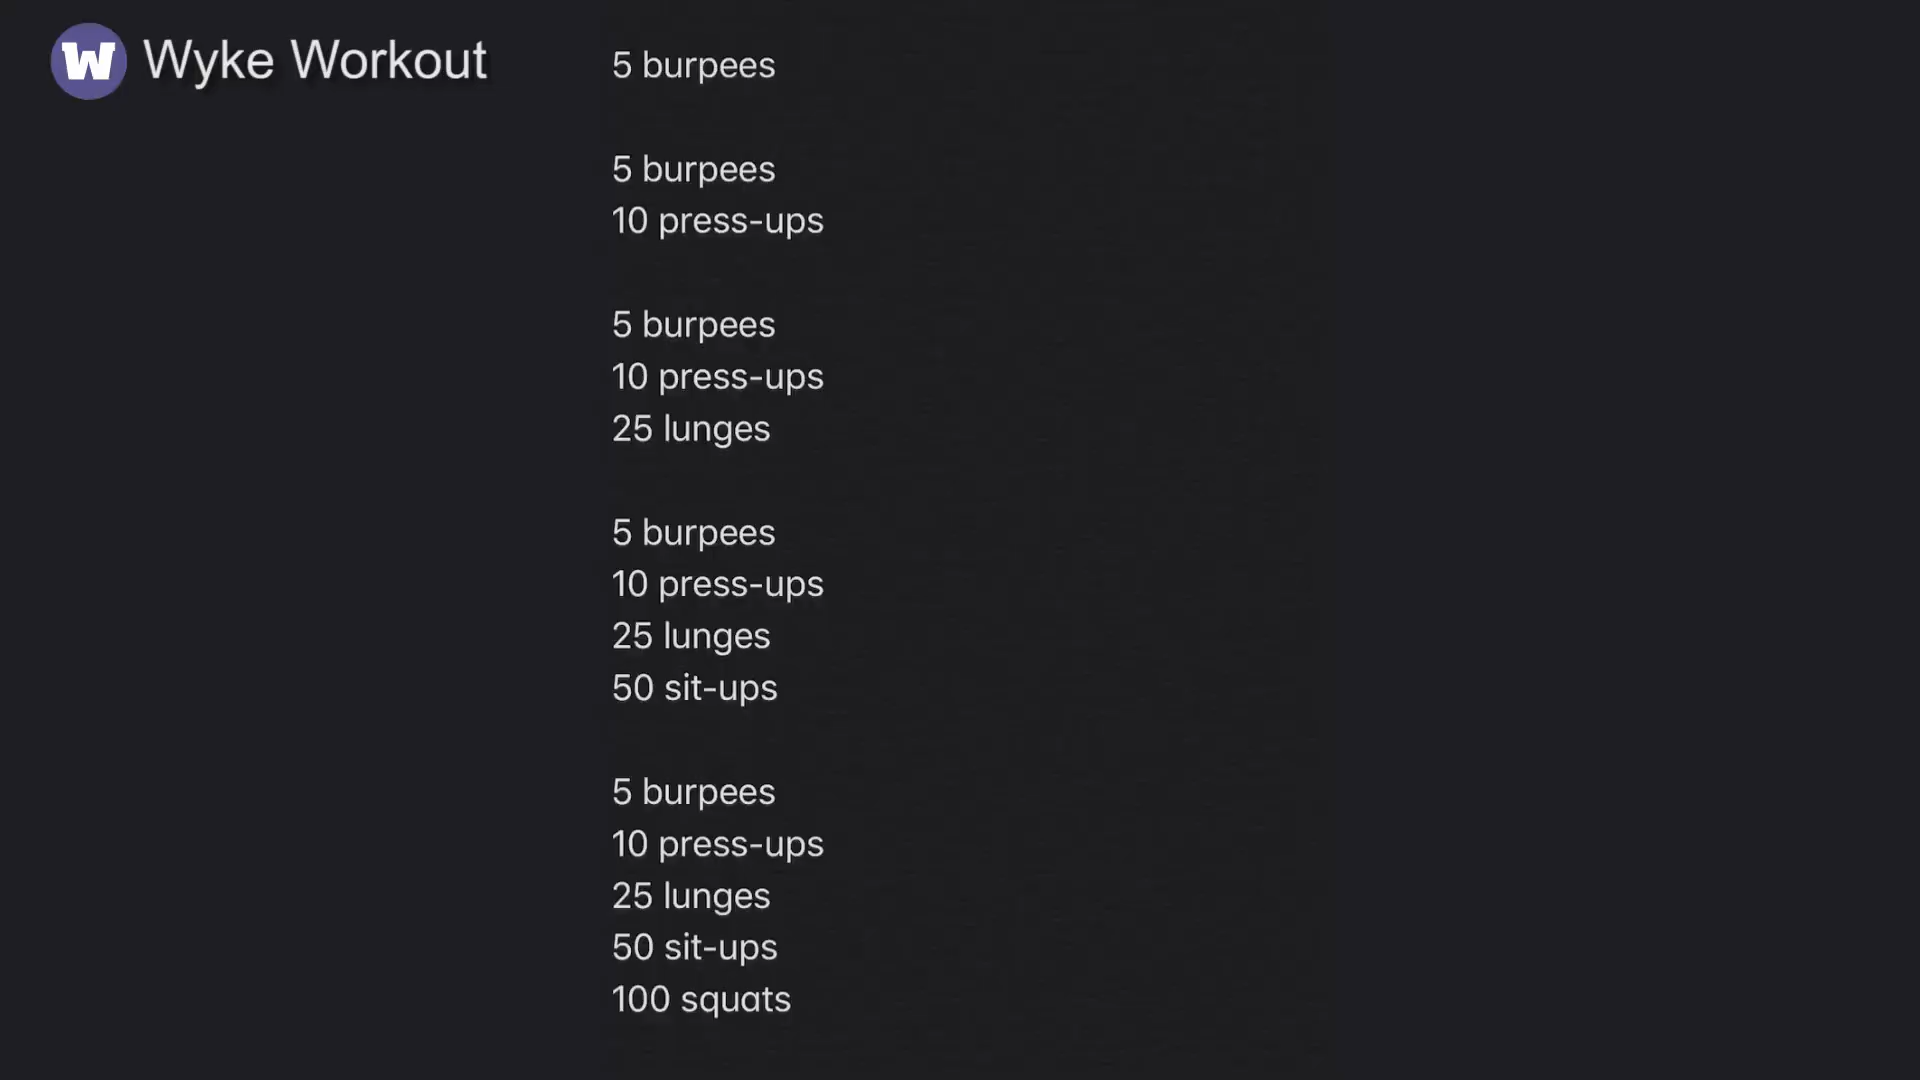 W Wyke Workout
5 burpees
5 burpees
10 press-ups
5 burpees
10 press-ups
25 lunges
5 burpees
10 press-ups
25 lunges
50 sit-ups
5 burpees
10 press-ups
25 lunges
50 sit-ups
100 squats